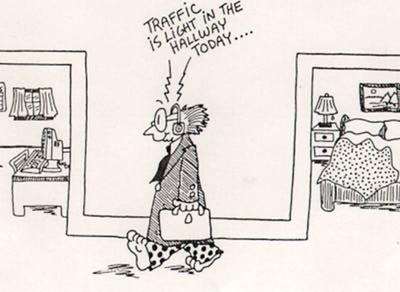 TRAFFIC
IS LIGHT IN THE
HALLWAY
TODAY....